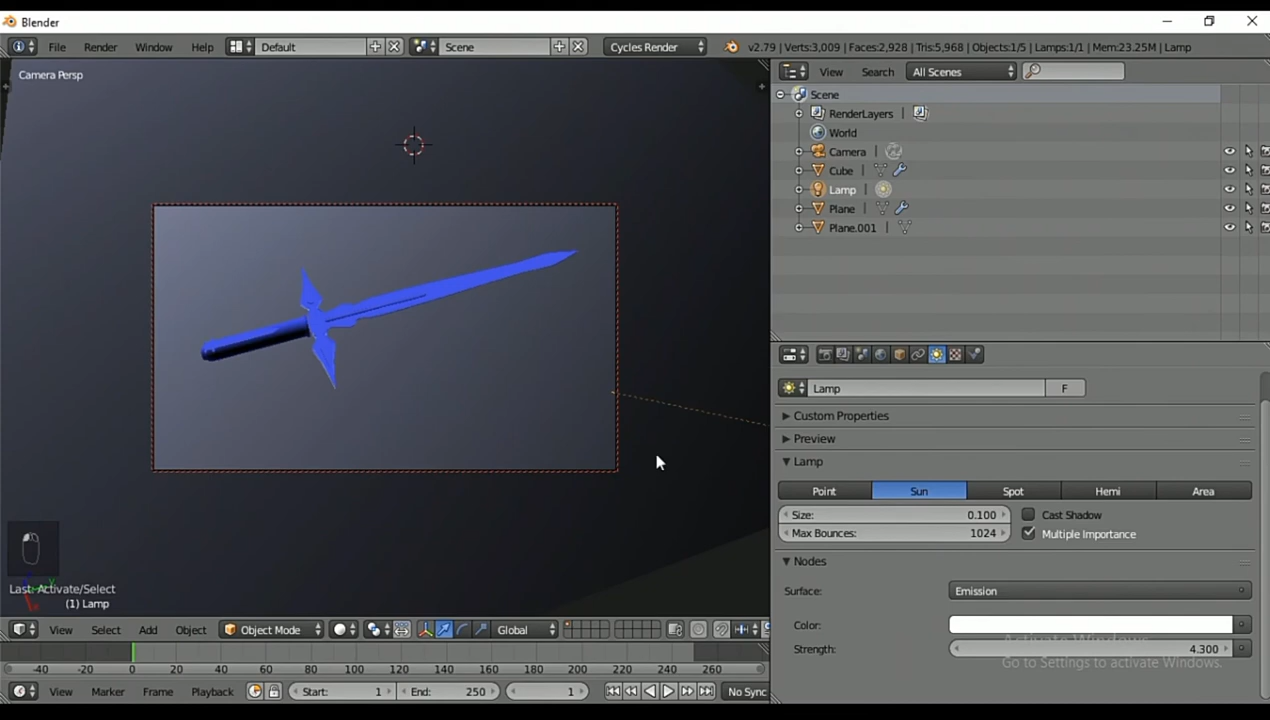 Blender
File Render Window Help Default Scene Cycles Render v2.79 | Verts:3,009 | Faces:2,928 | Tris:5,968 | Objects:1/5 | Lamps:1/1 | Mem:23.25M | Lamp
Camera Persp
View Search All Scenes
Scene
RenderLayers |
World
Camera |
Cube |
Lamp |
Plane |
Plane.001 |
Lamp F
Custom Properties
Preview
Lamp
Point Sun Spot Hemi Area
Size: 0.100 Cast Shadow
Max Bounces: 1024 Multiple Importance
Nodes
Surface: Emission
Color:
Strength: 4.300
Activate Windows
Go to Settings to activate Windows.
Last: Activate/Select
(1) Lamp
View Select Add Object Object Mode Global
-40 -20 0 20 40 60 80 100 120 140 160 180 200 220 240 260
View Marker Frame Playback Start: 1 End: 250 1 No Sync